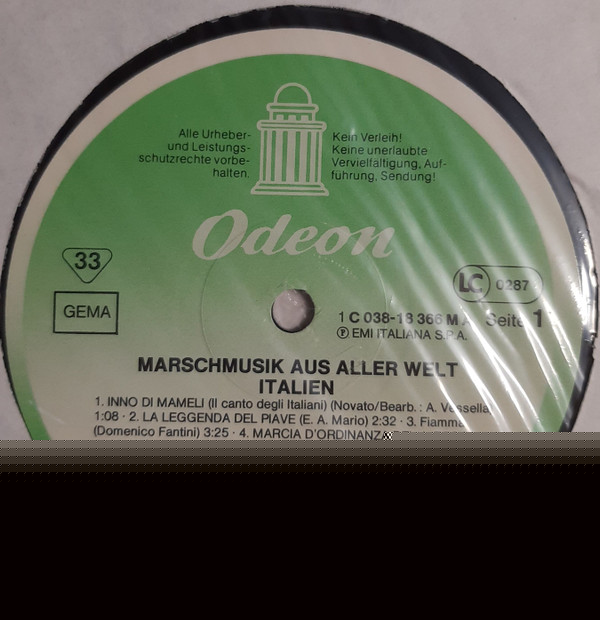 Alle Urheber-
und Leistungs-
schutzrechte vorbe-
halten.
Kein Verleih!
Keine unerlaubte
Vervielfältigung, Auf-
führung, Sendung!
Odeon
33
GEMA
LC 0287
1 C 038-18 366 M Seite 1
Ⓟ EMI ITALIANA S.P.A.
MARSCHMUSIK AUS ALLER WELT
ITALIEN
1. INNO DI MAMELI (Il canto degli Italiani) (Novato/Bearb.: A. Vessella
1:08 · 2. LA LEGGENDA DEL PIAVE (E. A. Mario) 2:32 · 3. Fiamma
(Domenico Fantini) 3:25 · 4. MARCIA D'ORDINANZA